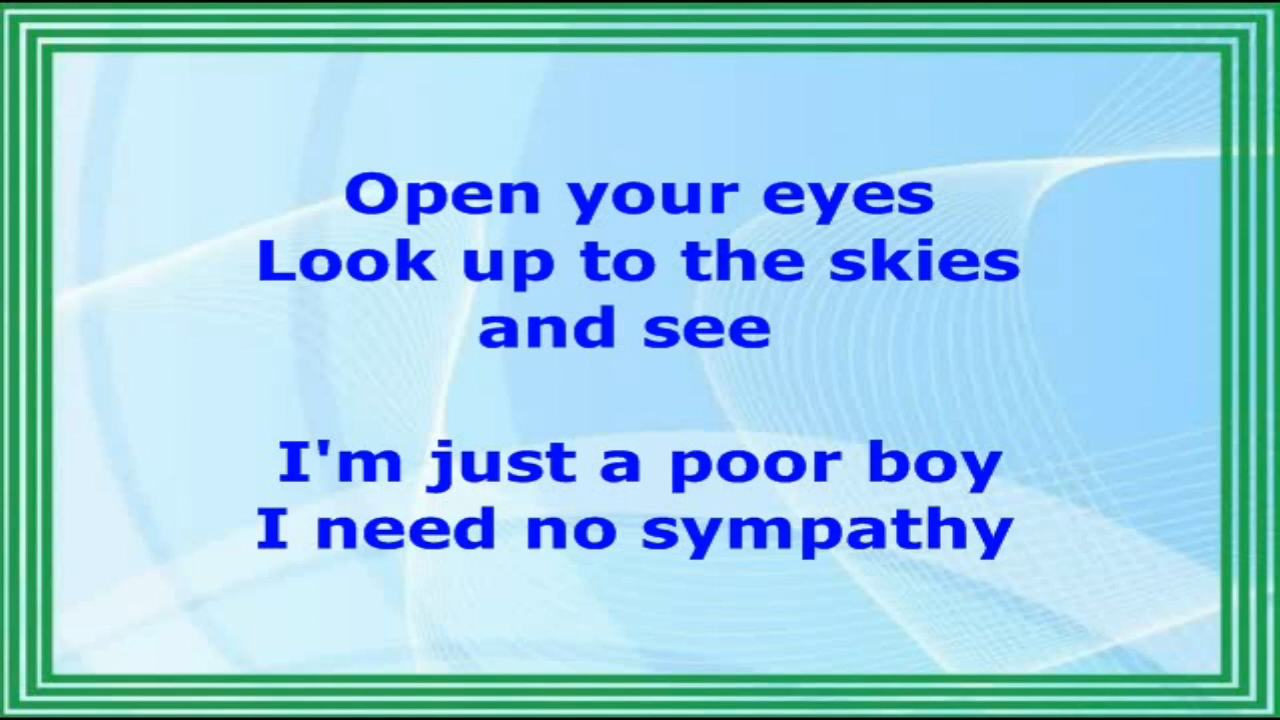 Open your eyes
Look up to the skies
and see
I'm just a poor boy
I need no sympathy